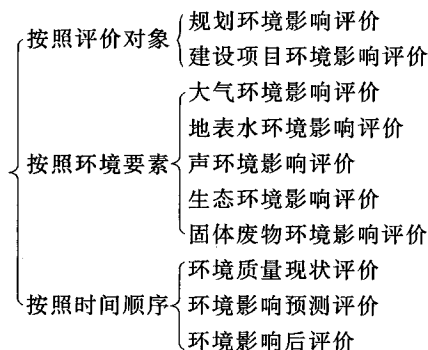 规划环境影响评价
按照评价对象
建设项目环境影响评价
大气环境影响评价
地表水环境影响评价
按照环境要素
声环境影响评价
生态环境影响评价
固体废物环境影响评价
环境质量现状评价
按照时间顺序
环境影响预测评价
环境影响后评价